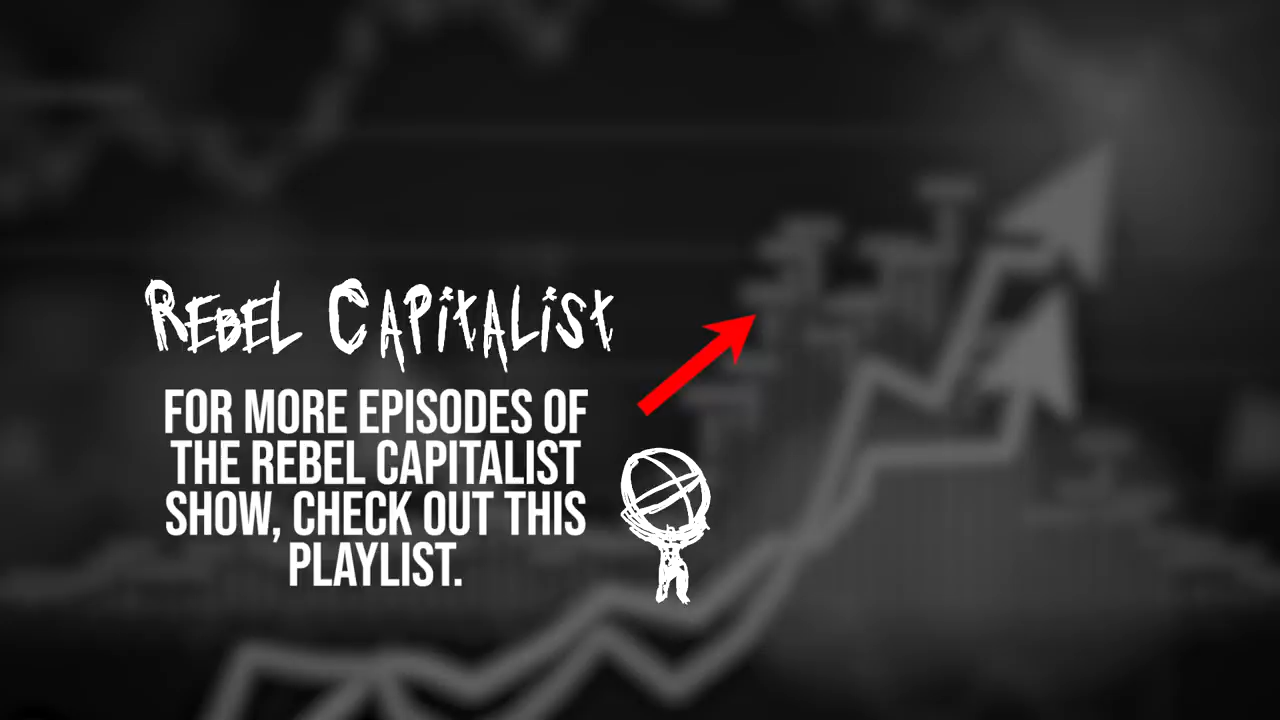 Rebel Capitalist
FOR MORE EPISODES OF
THE REBEL CAPITALIST
SHOW, CHECK OUT THIS
PLAYLIST.